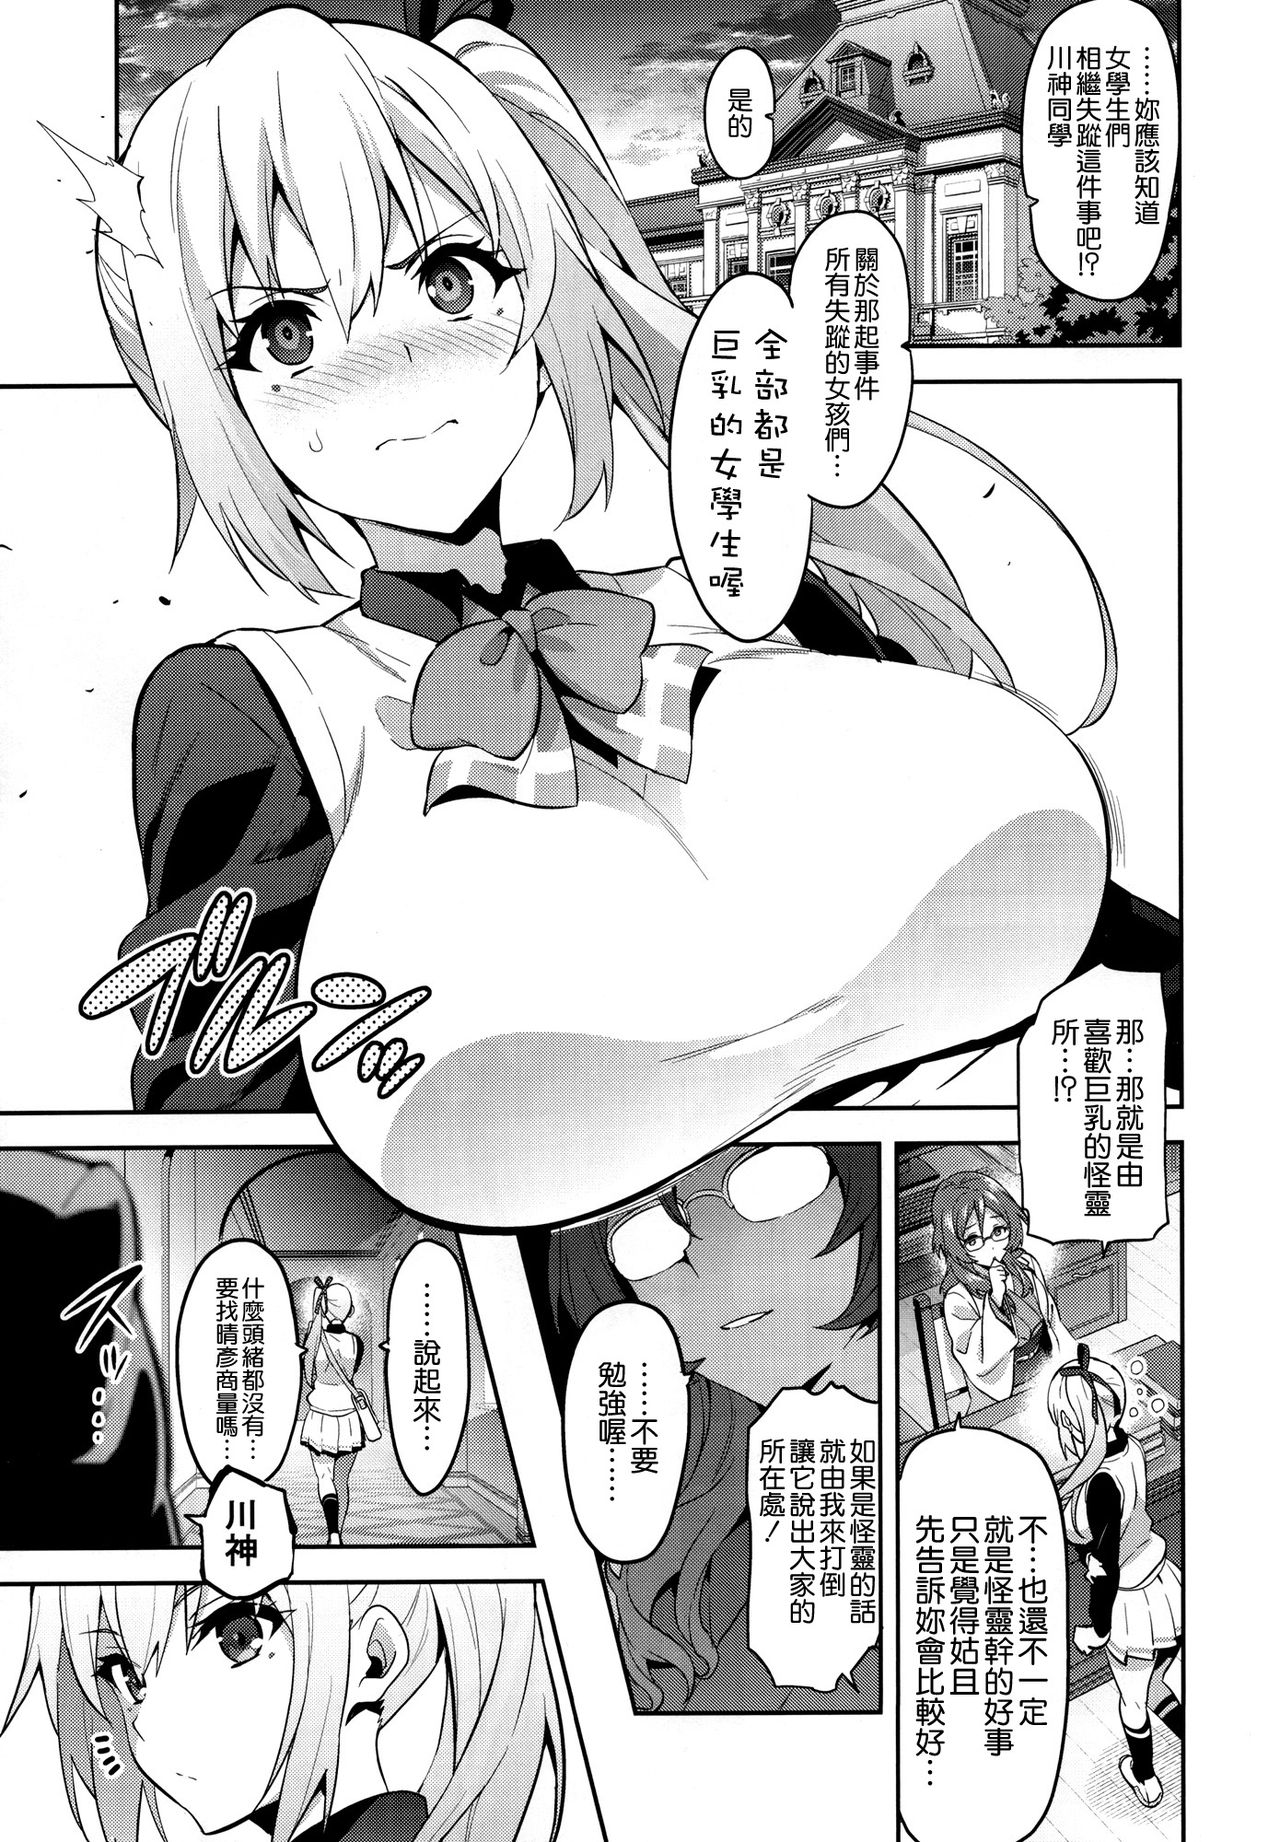 ……妳應該知道
女學生們
相繼失蹤這件事吧!?
川神同學
是的
關於那起事件
所有失蹤的女孩們…
全部都是
巨乳的女學生喔
ブルルンッ
那…那就是由
喜歡巨乳的怪靈
所…!?
不…也還不一定
就是怪靈幹的好事
只是覺得姑且
先告訴妳會比較好…
如果是怪靈的話
就由我來打倒
讓它說出大家的
所在處！
……不要
勉強喔……
……說起來…
什麼頭緒都沒有…
要找晴彥商量嗎…
スッ…
川神